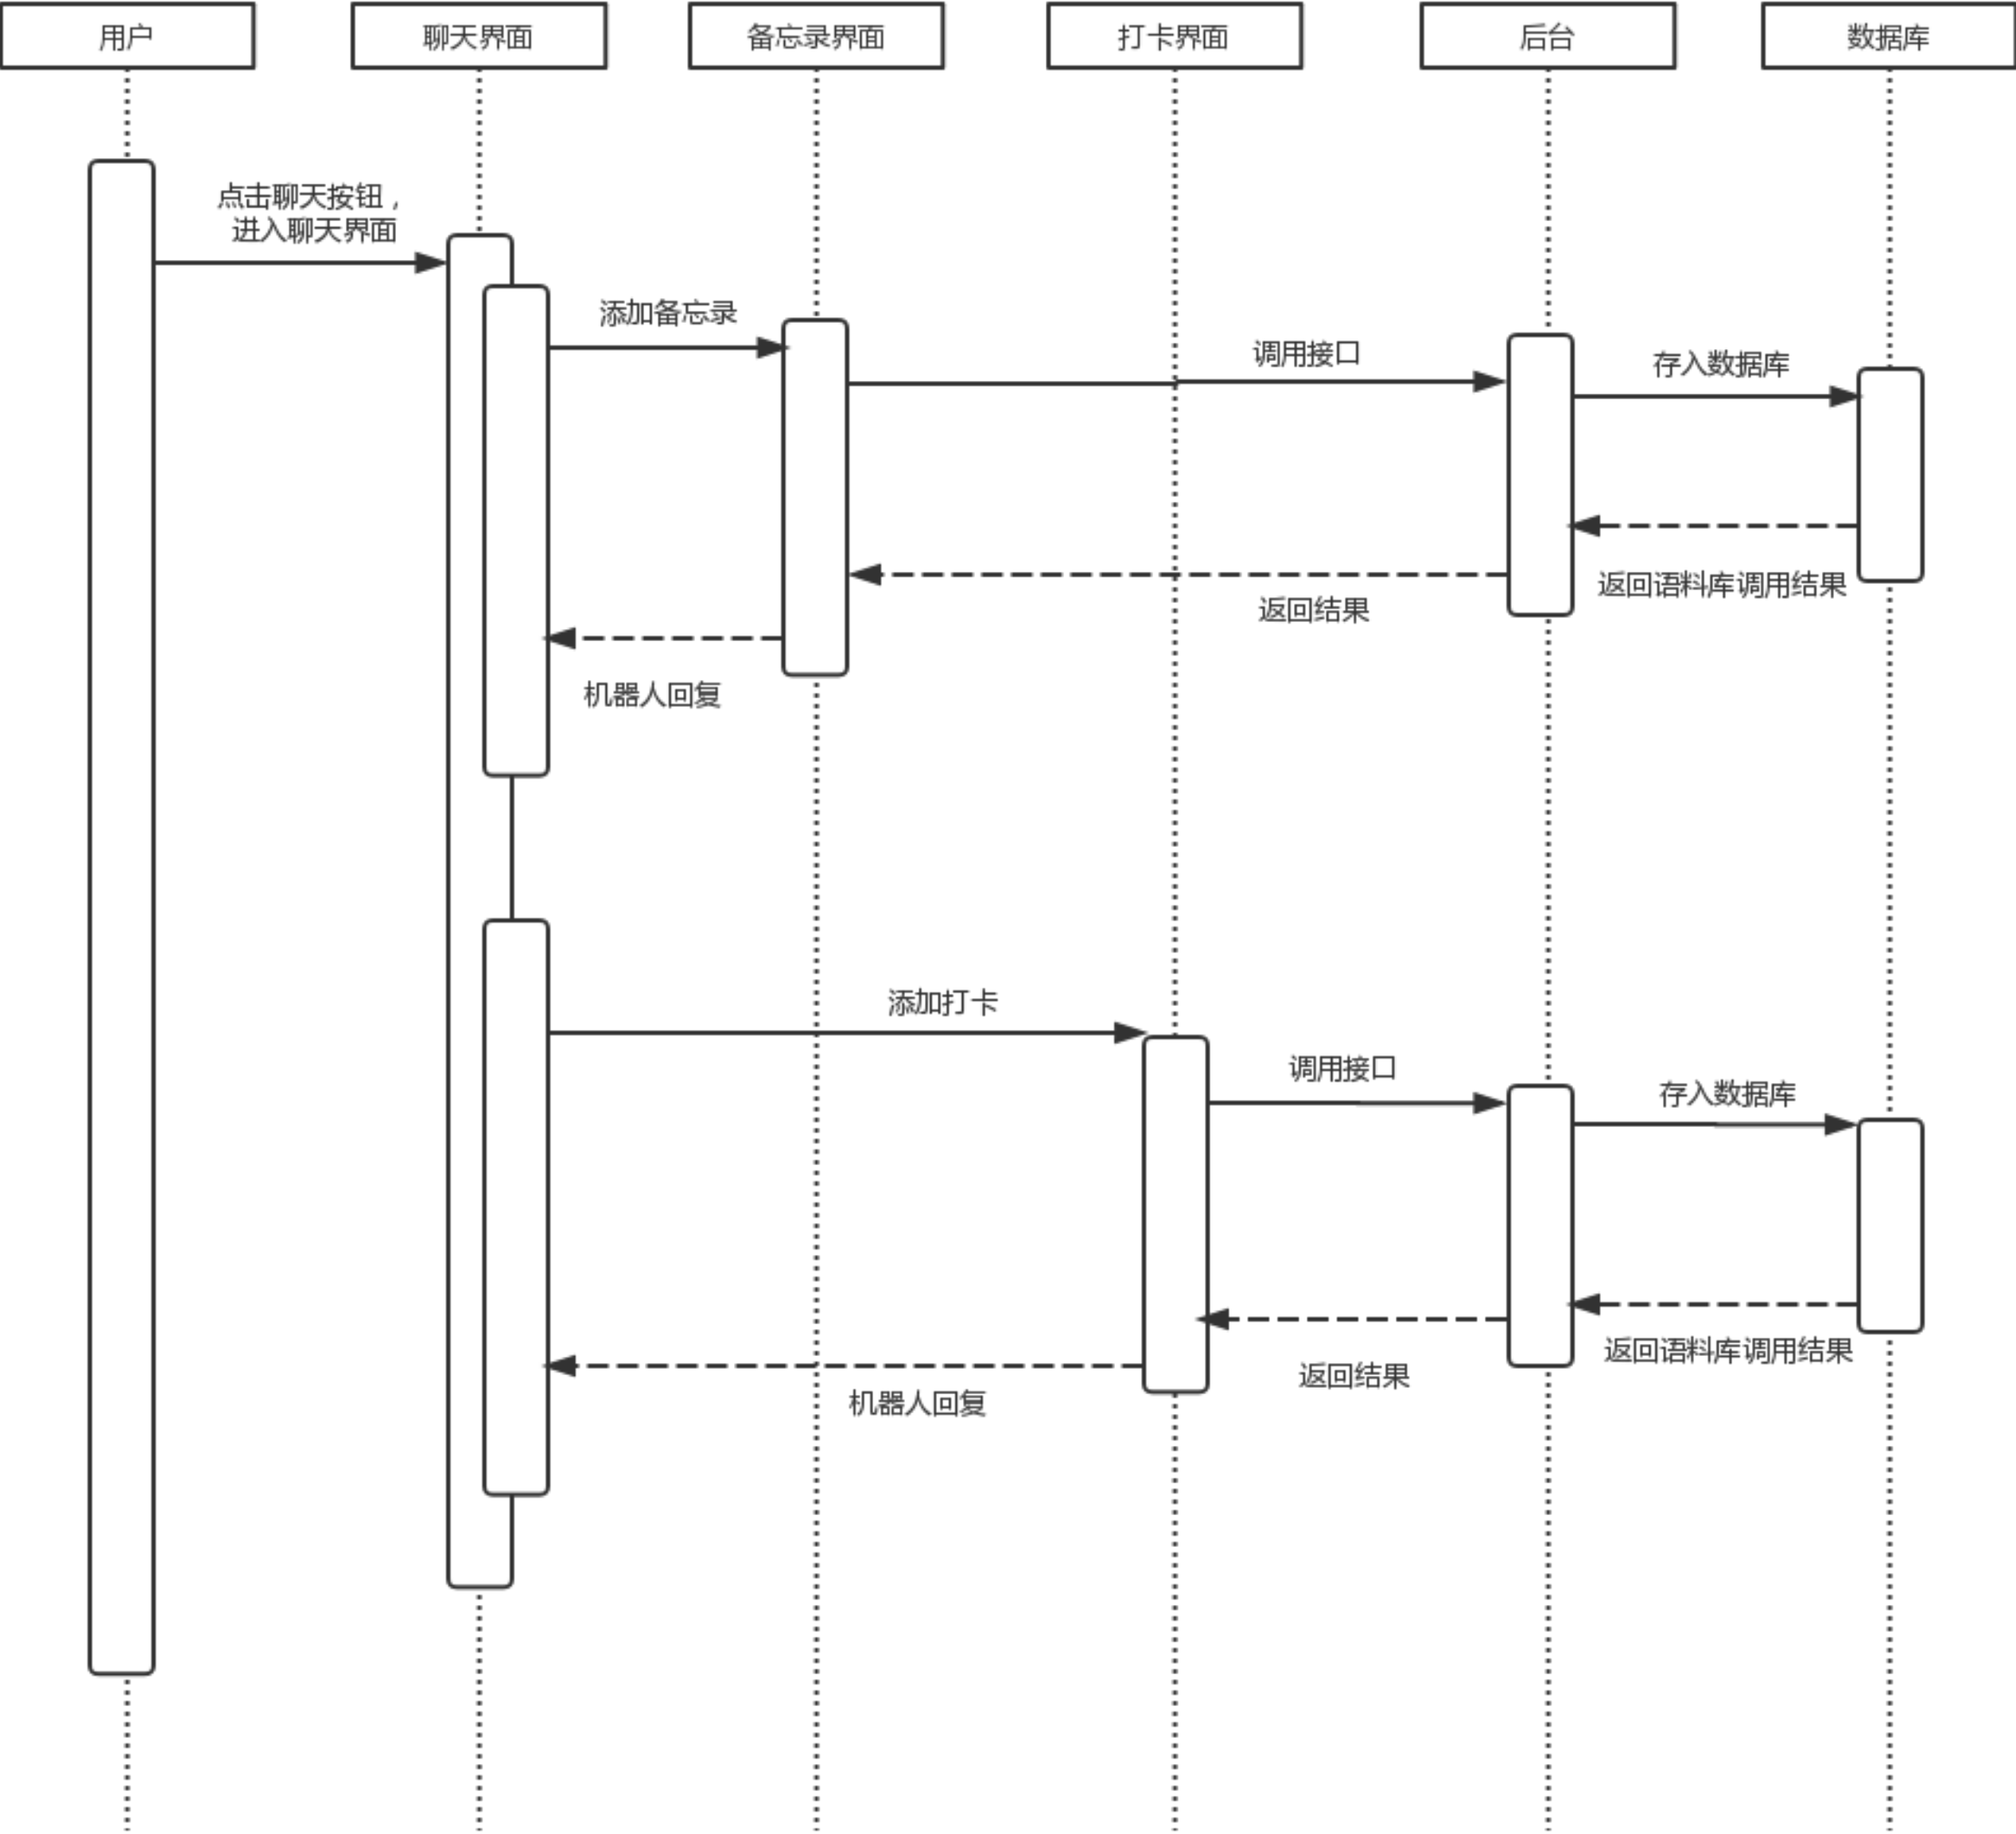 用户
聊天界面
备忘录界面
打卡界面
后台
数据库
点击聊天按钮，
进入聊天界面
添加备忘录
调用接口
存入数据库
返回语料库调用结果
返回结果
机器人回复
添加打卡
调用接口
存入数据库
返回语料库调用结果
返回结果
机器人回复